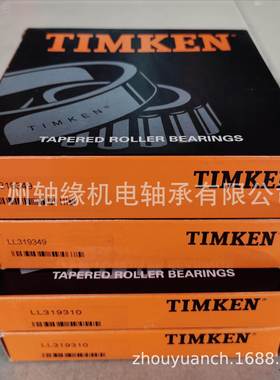 TIMKEN
TIMKEN
TAPERED ROLLER BEARINGS
TIMKEN
州轴缘机电轴承有限公
LL319349
TIMKEN
TAPERED ROLLER BEARINGS
LL319310
TIMKEN
LL319310
TIMKEN
zhouyuanch.1688.